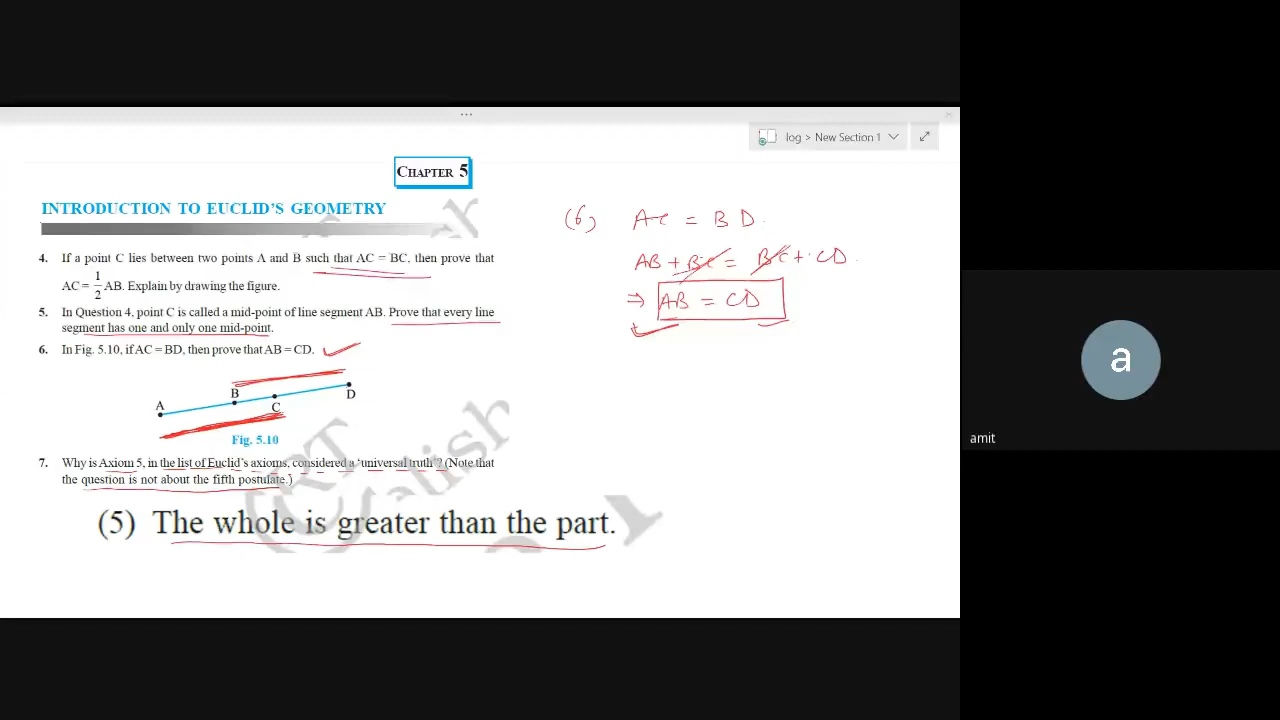 log > New Section 1
CHAPTER 5
INTRODUCTION TO EUCLID'S GEOMETRY
4. If a point C lies between two points A and B such that AC = BC, then prove that
AC = 1/2 AB. Explain by drawing the figure.
5. In Question 4, point C is called a mid-point of line segment AB. Prove that every line
segment has one and only one mid-point.
6. In Fig. 5.10, if AC = BD, then prove that AB = CD.
A B C D
Fig. 5.10
7. Why is Axiom 5, in the list of Euclid's axioms, considered a 'universal truth'? (Note that
the question is not about the fifth postulate.)
(5) The whole is greater than the part.
(6) AC = BD.
AB + BC = BC + CD.
⇒ AB = CD
a
amit